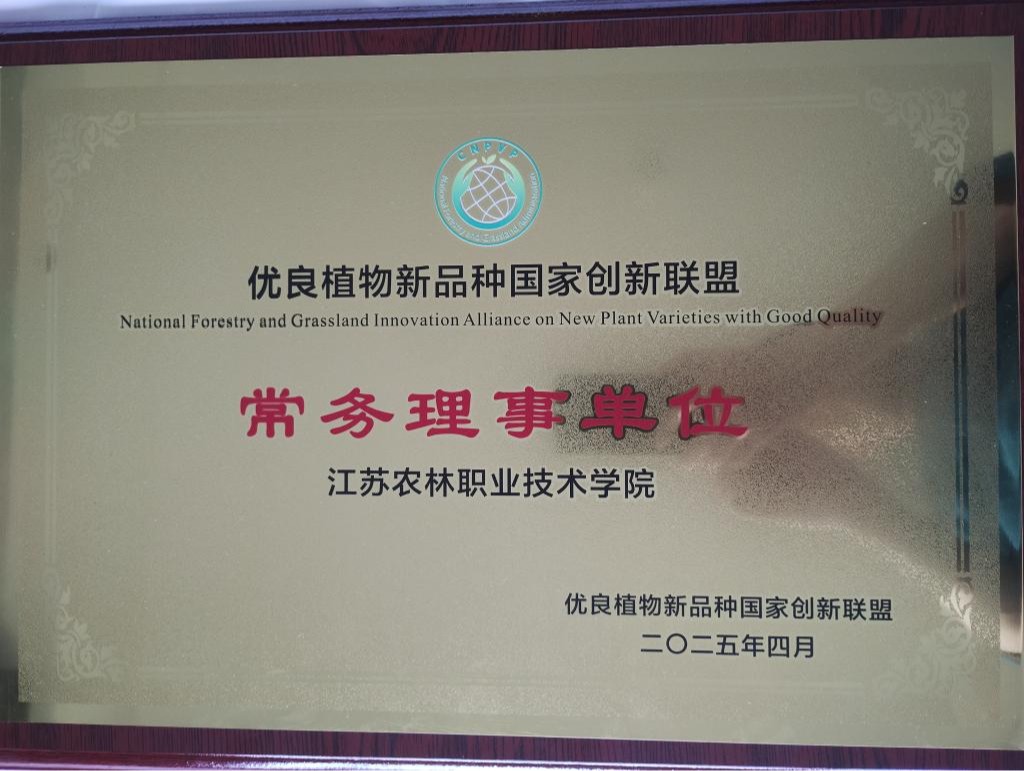 CNPVP
优良植物新品种国家创新联盟
National Forestry and Grassland Innovation Alliance on New Plant Varieties with Good Quality
常务理事单位
江苏农林职业技术学院
优良植物新品种国家创新联盟
二〇二五年四月